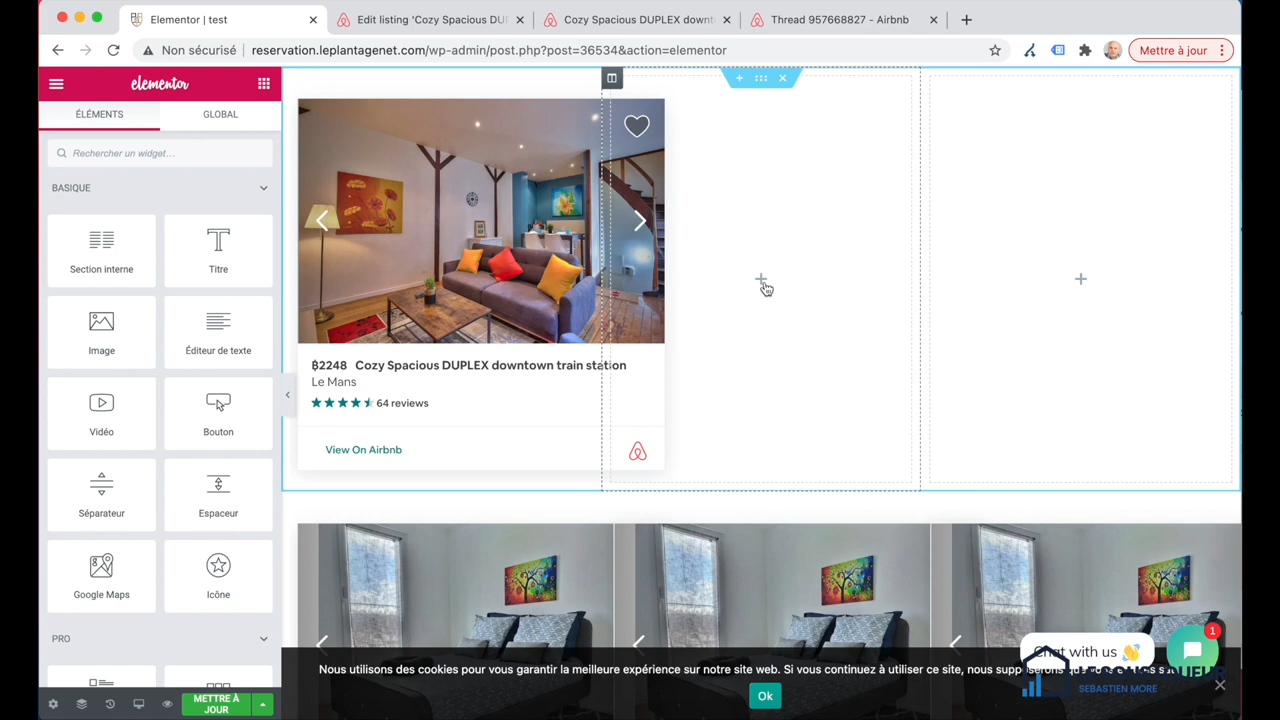 Elementor | test
Edit listing 'Cozy Spacious DUI
Cozy Spacious DUPLEX downt
Thread 957668827 - Airbnb
Non sécurisé
reservation.leplantagenet.com/wp-admin/post.php?post=36534&action=elementor
Mettre à jour
elementor
ÉLÉMENTS
GLOBAL
Rechercher un widget…
BASIQUE
Section interne
Titre
Image
Éditeur de texte
Vidéo
Bouton
Séparateur
Espaceur
Google Maps
Icône
PRO
METTRE À
JOUR
฿2248 Cozy Spacious DUPLEX downtown train station
Le Mans
64 reviews
View On Airbnb
Nous utilisons des cookies pour vous garantir la meilleure expérience sur notre site web. Si vous continuez à utiliser ce site, nous
Ok
Chat with us 👋
1
SEBASTIEN MORE